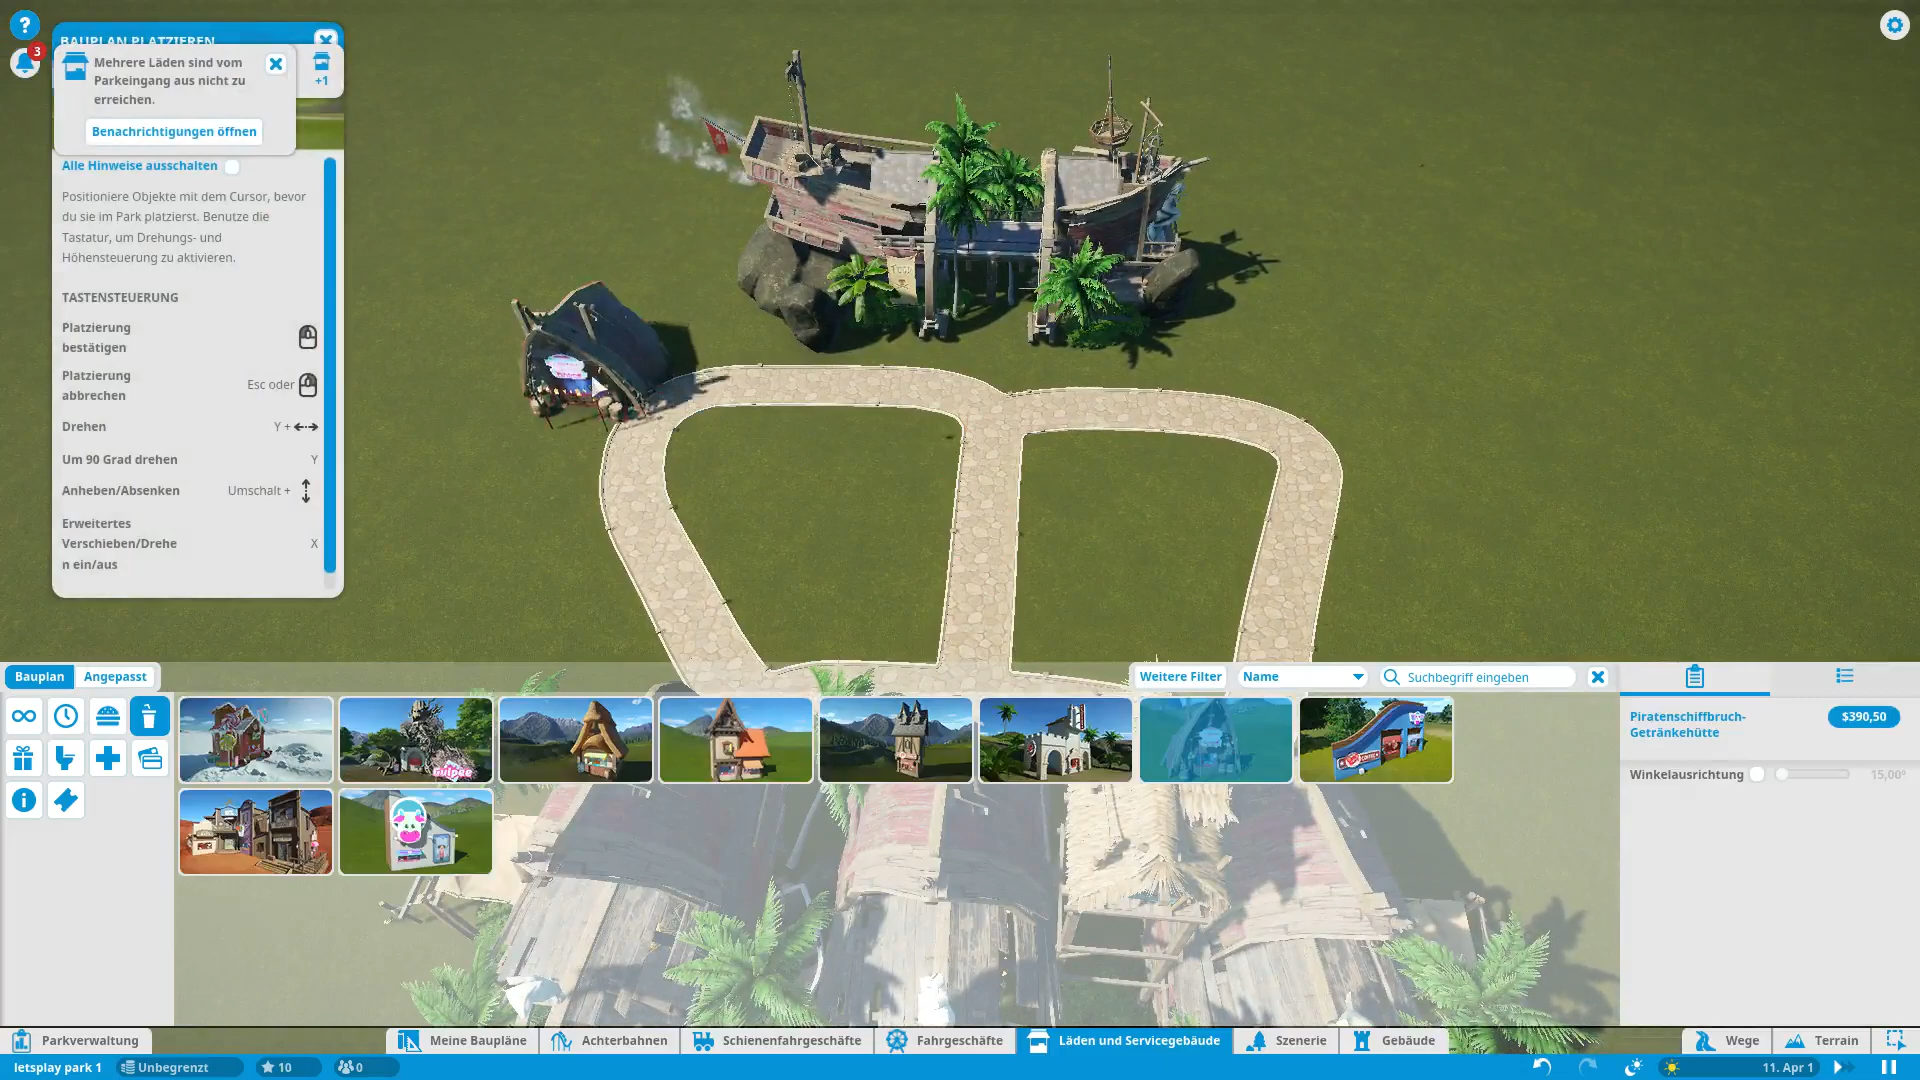 ?
3
BAUPLAN PLATZIEREN
Mehrere Läden sind vom
Parkeingang aus nicht zu
erreichen.
+1
Benachrichtigungen öffnen
Alle Hinweise ausschalten
Positioniere Objekte mit dem Cursor, bevor
du sie im Park platzierst. Benutze die
Tastatur, um Drehungs- und
Höhensteuerung zu aktivieren.
TASTENSTEUERUNG
Platzierung
bestätigen
Platzierung
abbrechen
Esc oder
Drehen
Y +
Um 90 Grad drehen
Y
Anheben/Absenken
Umschalt +
Erweitertes
Verschieben/Drehe
n ein/aus
X
Bauplan
Angepasst
Weitere Filter
Name
Suchbegriff eingeben
Gulpee
COFFEE
Piratenschiffbruch-
Getränkehütte
$390,50
Winkelausrichtung
15,00°
Parkverwaltung
Meine Baupläne
Achterbahnen
Schienenfahrgeschäfte
Fahrgeschäfte
Läden und Servicegebäude
Szenerie
Gebäude
Wege
Terrain
letsplay park 1
Unbegrenzt
10
0
11. Apr 1